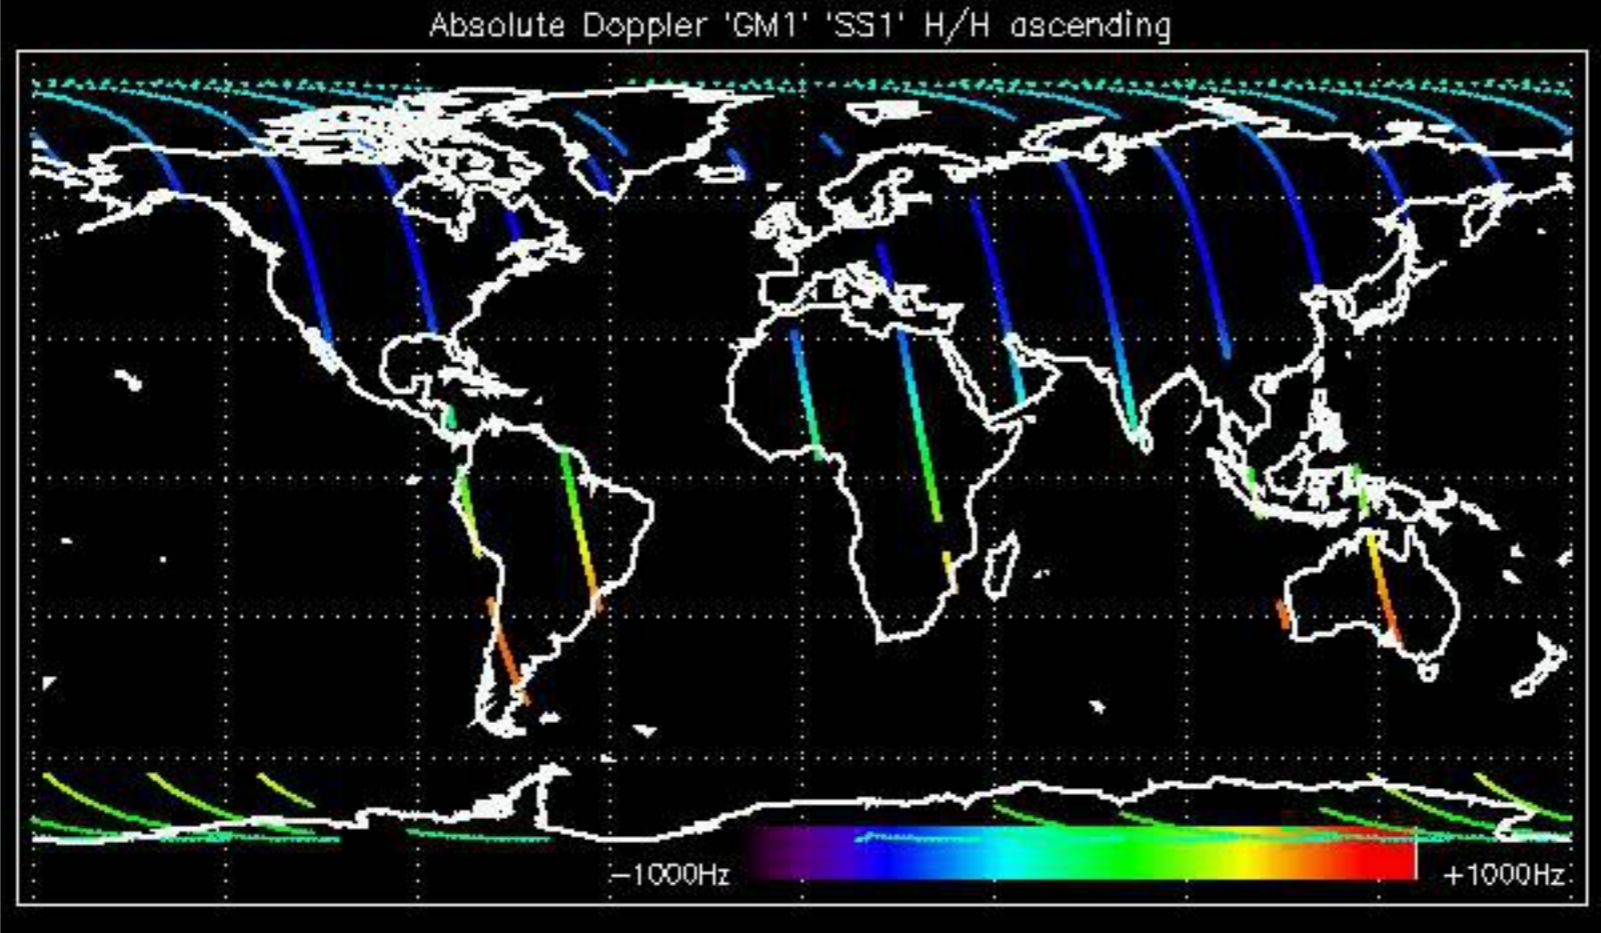 Absolute Doppler 'GM1' 'SS1' H/H ascending
−1000Hz +1000Hz